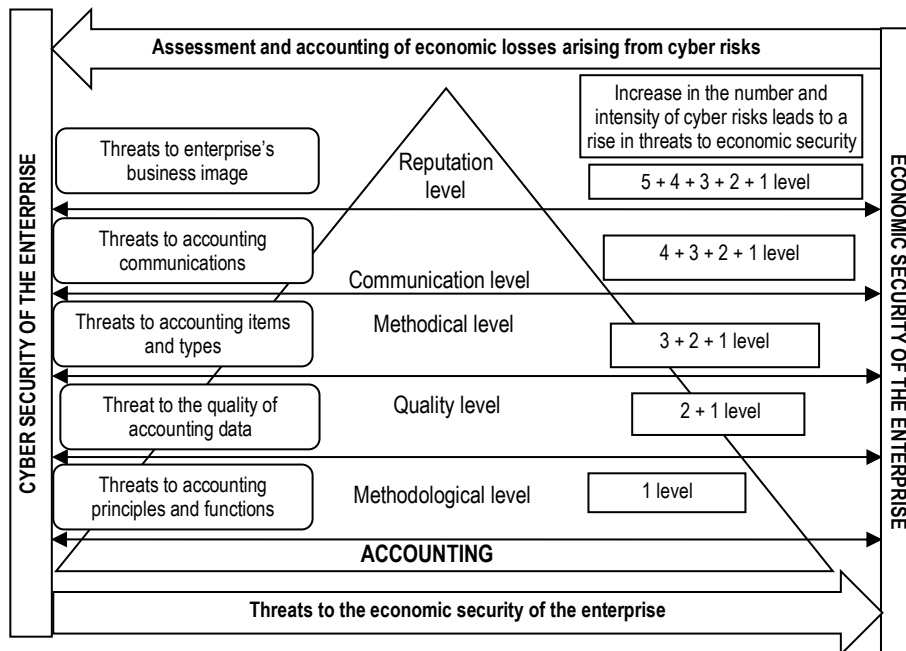 Assessment and accounting of economic losses arising from cyber risks
CYBER SECURITY OF THE ENTERPRISE
ECONOMIC SECURITY OF THE ENTERPRISE
Increase in the number and
intensity of cyber risks leads to a
rise in threats to economic security
Threats to enterprise's
business image
Reputation
level
5 + 4 + 3 + 2 + 1 level
Threats to accounting
communications
Communication level
4 + 3 + 2 + 1 level
Threats to accounting items
and types
Methodical level
3 + 2 + 1 level
Threat to the quality of
accounting data
Quality level
2 + 1 level
Threats to accounting
principles and functions
Methodological level
1 level
ACCOUNTING
Threats to the economic security of the enterprise